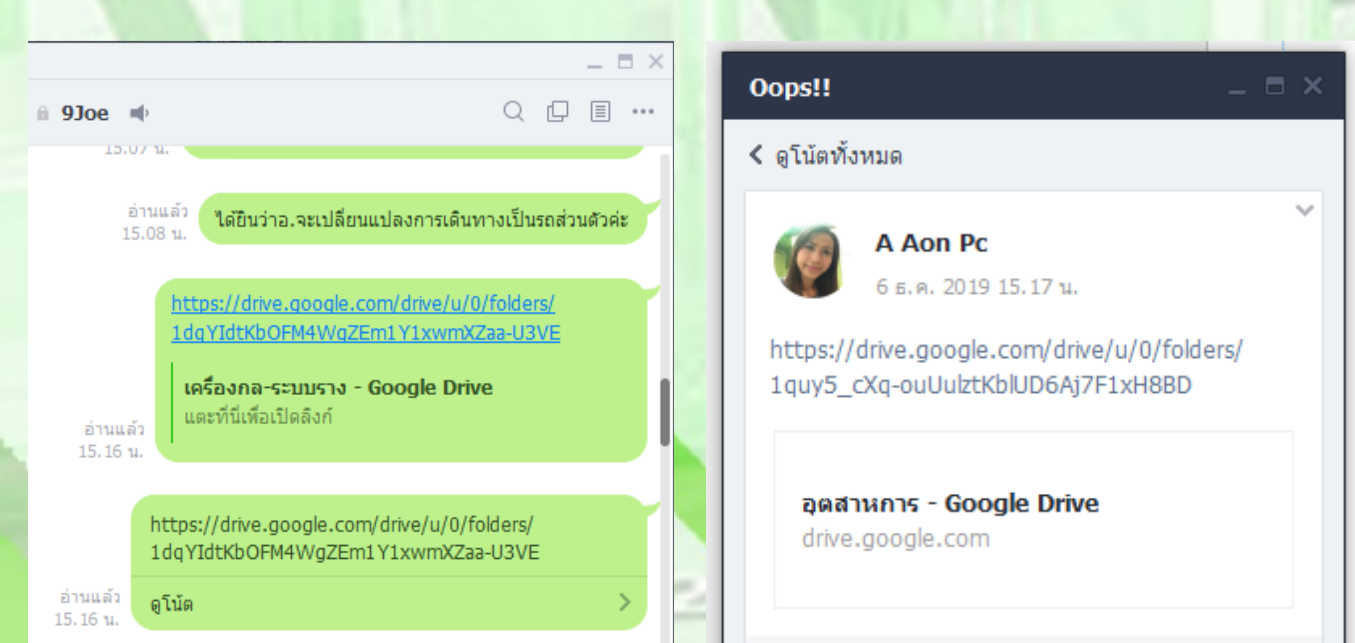 9Joe
15.07 น.
อ่านแล้ว
15.08 น.
ได้ยินว่าอ.จะเปลี่ยนแปลงการเดินทางเป็นรถส่วนตัวค่ะ
https://drive.google.com/drive/u/0/folders/
1dqYIdtKbOFM4WgZEm1Y1xwmXZaa-U3VE
เครื่องกล-ระบบราง - Google Drive
แตะที่นี่เพื่อเปิดลิงก์
อ่านแล้ว
15.16 น.
https://drive.google.com/drive/u/0/folders/
1dqYIdtKbOFM4WgZEm1Y1xwmXZaa-U3VE
ดูโน้ต
อ่านแล้ว
15.16 น.
Oops!!
ดูโน้ตทั้งหมด
A Aon Pc
6 ธ.ค. 2019 15.17 น.
https://drive.google.com/drive/u/0/folders/
1quy5_cXq-ouUulztKblUD6Aj7F1xH8BD
อุตสาหการ - Google Drive
drive.google.com